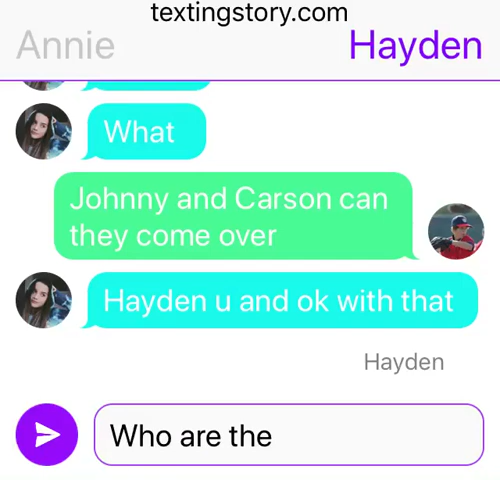 textingstory.com
Annie Hayden
What
Johnny and Carson can
they come over
Hayden u and ok with that
Hayden
Who are the